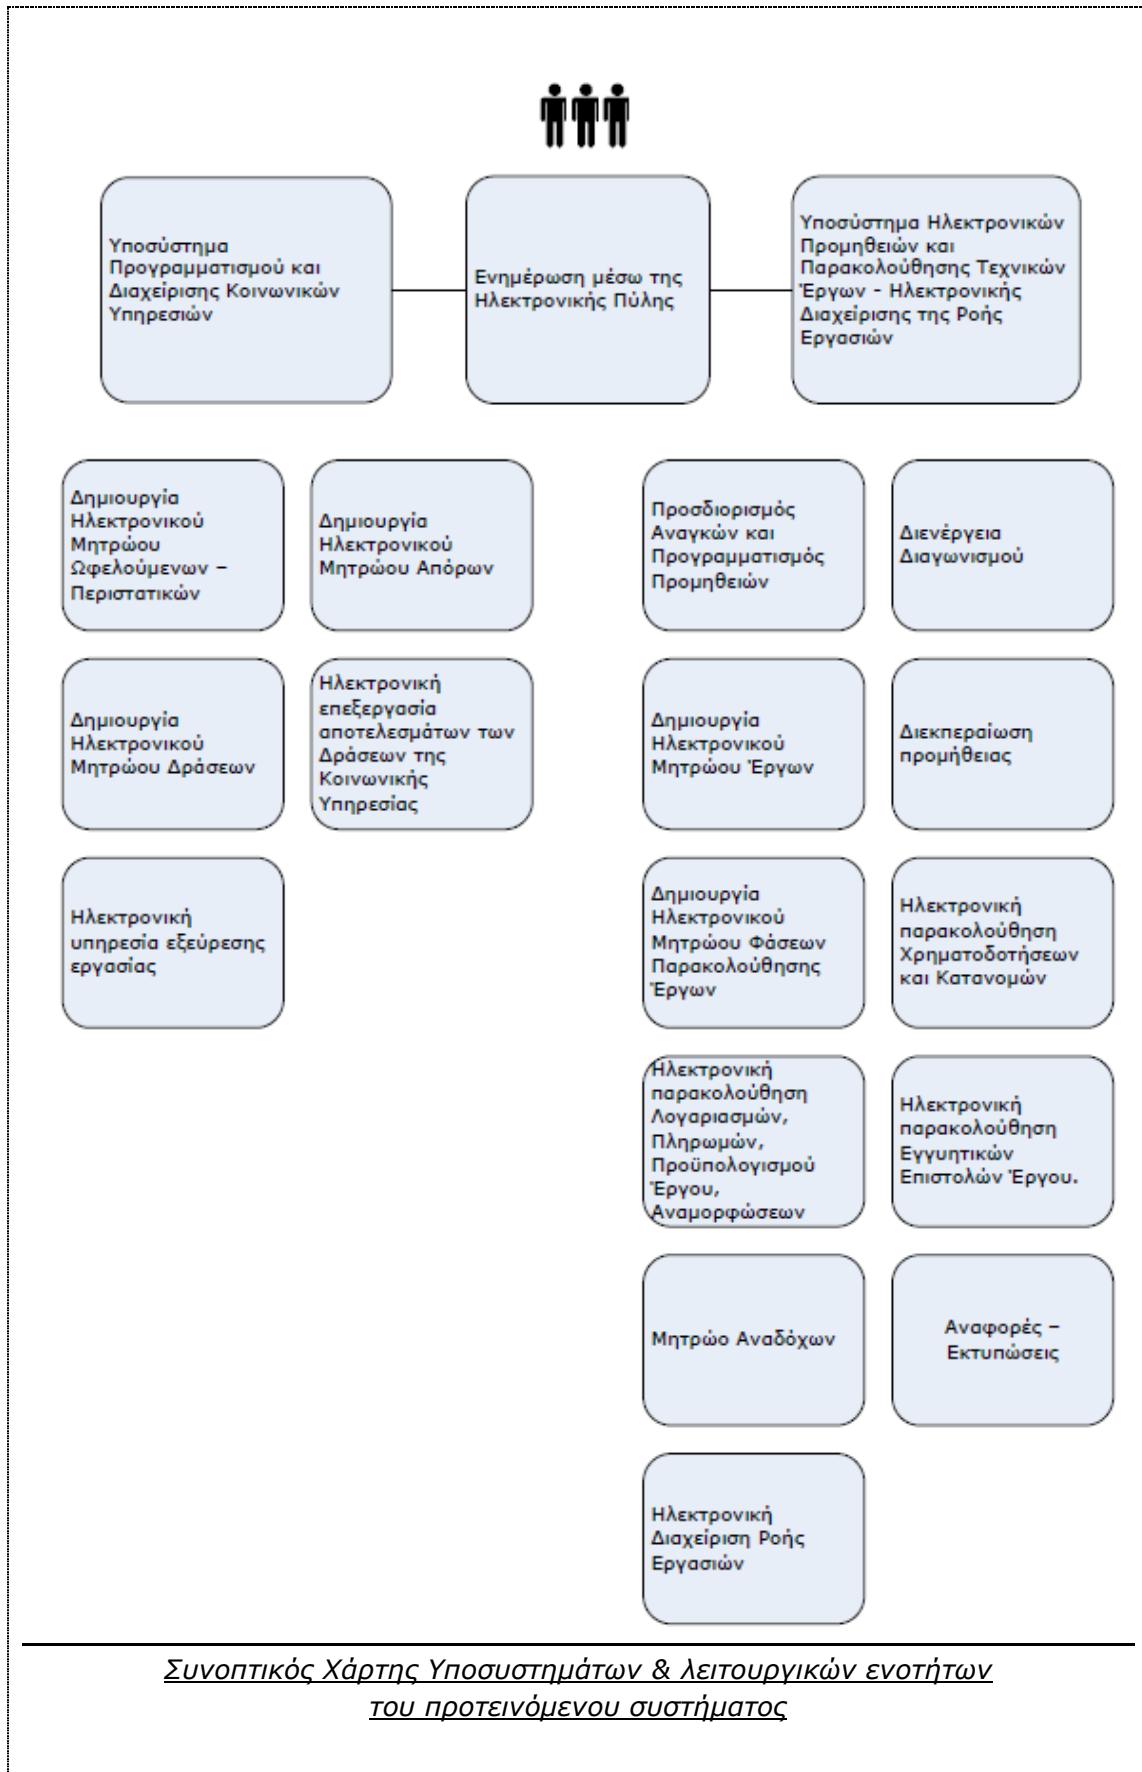 Υποσύστημα
Προγραμματισμού και
Διαχείρισης Κοινωνικών
Υπηρεσιών
Ενημέρωση μέσω της
Ηλεκτρονικής Πύλης
Υποσύστημα Ηλεκτρονικών
Προμηθειών και
Παρακολούθησης Τεχνικών
Έργων - Ηλεκτρονικής
Διαχείρισης της Ροής
Εργασιών
Δημιουργία
Ηλεκτρονικού
Μητρώου
Ωφελούμενων –
Περιστατικών
Δημιουργία
Ηλεκτρονικού
Μητρώου Απόρων
Προσδιορισμός
Αναγκών και
Προγραμματισμός
Προμηθειών
Διενέργεια
Διαγωνισμού
Δημιουργία
Ηλεκτρονικού
Μητρώου Δράσεων
Ηλεκτρονική
επεξεργασία
αποτελεσμάτων των
Δράσεων της
Κοινωνικής
Υπηρεσίας
Δημιουργία
Ηλεκτρονικού
Μητρώου Έργων
Διεκπεραίωση
προμήθειας
Ηλεκτρονική
υπηρεσία εξεύρεσης
εργασίας
Δημιουργία
Ηλεκτρονικού
Μητρώου Φάσεων
Παρακολούθησης
Έργων
Ηλεκτρονική
παρακολούθηση
Χρηματοδοτήσεων
και Κατανομών
Ηλεκτρονική
παρακολούθηση
Λογαριασμών,
Πληρωμών,
Προϋπολογισμού
Έργου,
Αναμορφώσεων
Ηλεκτρονική
παρακολούθηση
Εγγυητικών
Επιστολών Έργου.
Μητρώο Αναδόχων
Αναφορές –
Εκτυπώσεις
Ηλεκτρονική
Διαχείριση Ροής
Εργασιών
Συνοπτικός Χάρτης Υποσυστημάτων & λειτουργικών ενοτήτων
του προτεινόμενου συστήματος